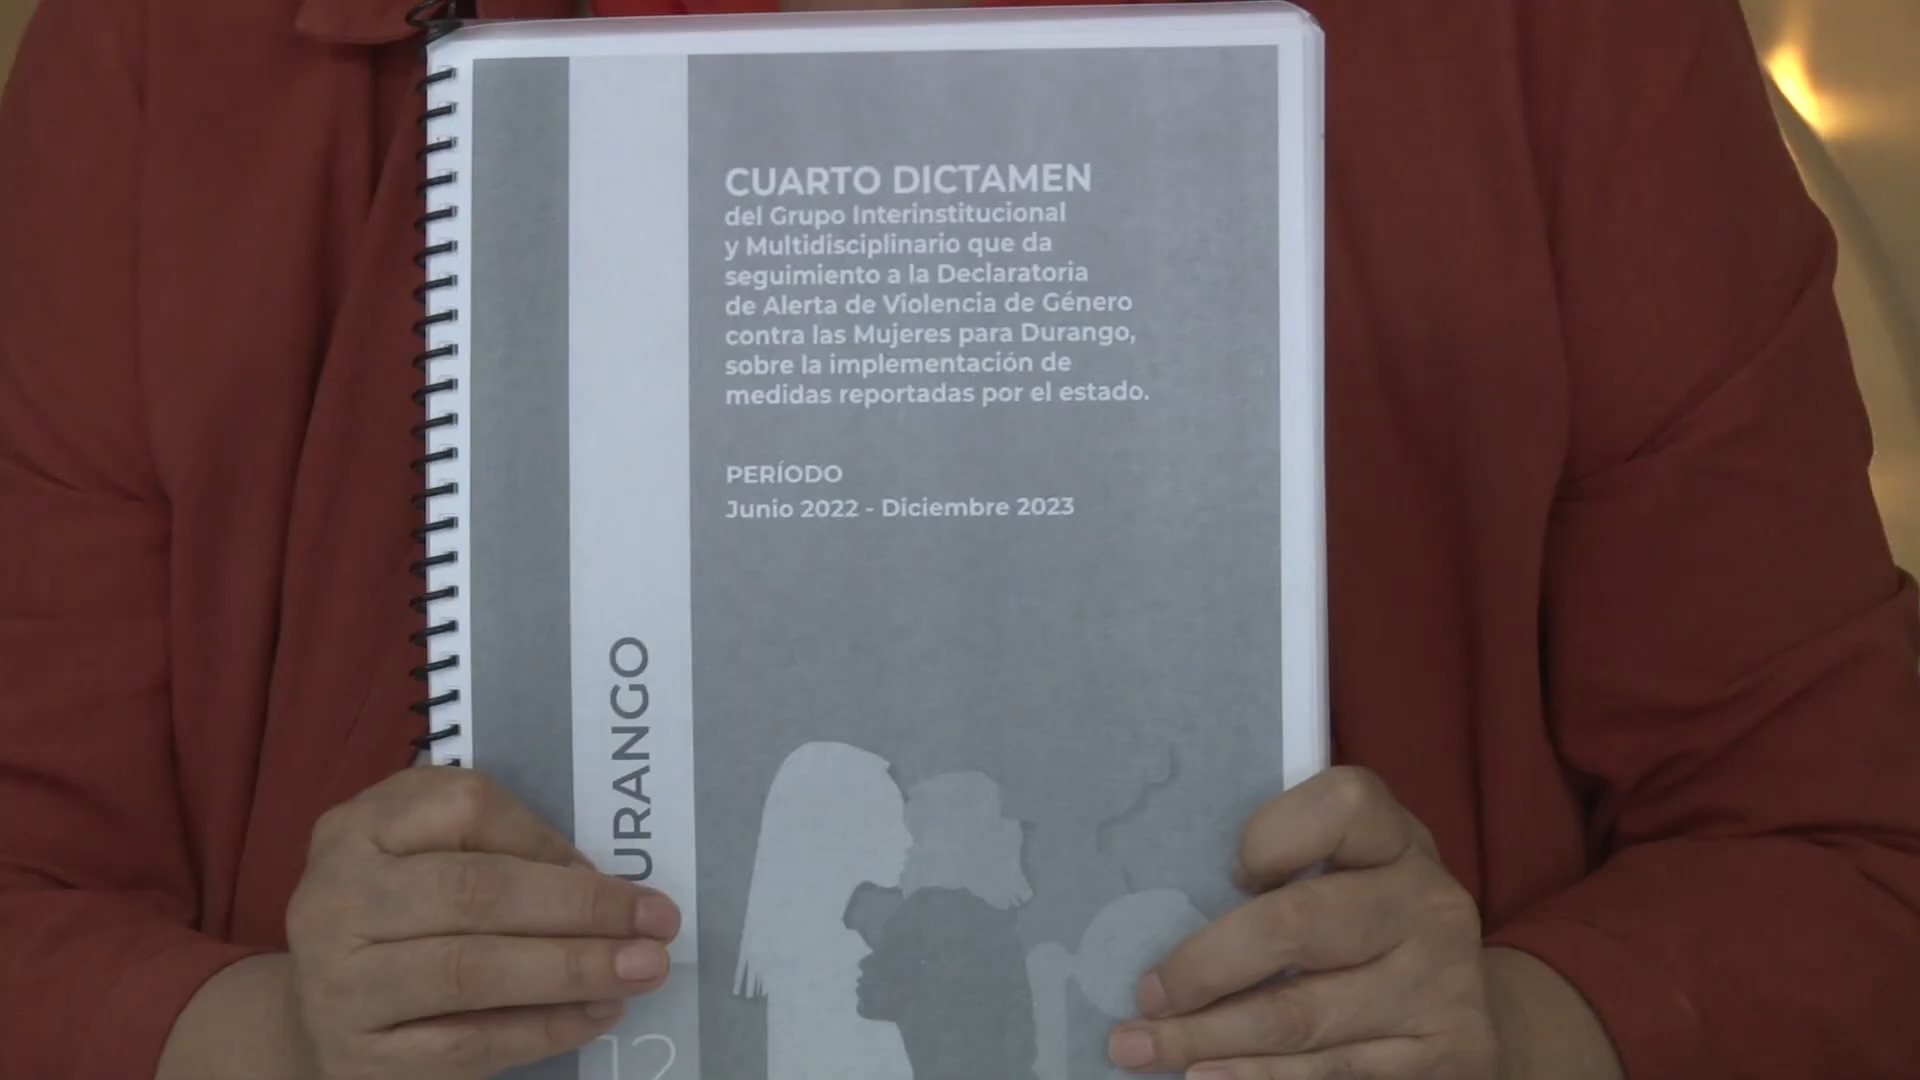 CUARTO DICTAMEN
del Grupo Interinstitucional
y Multidisciplinario que da
seguimiento a la Declaratoria
de Alerta de Violencia de Género
contra las Mujeres para Durango,
sobre la implementación de
medidas reportadas por el estado.
PERÍODO
Junio 2022 - Diciembre 2023
URANGO
12